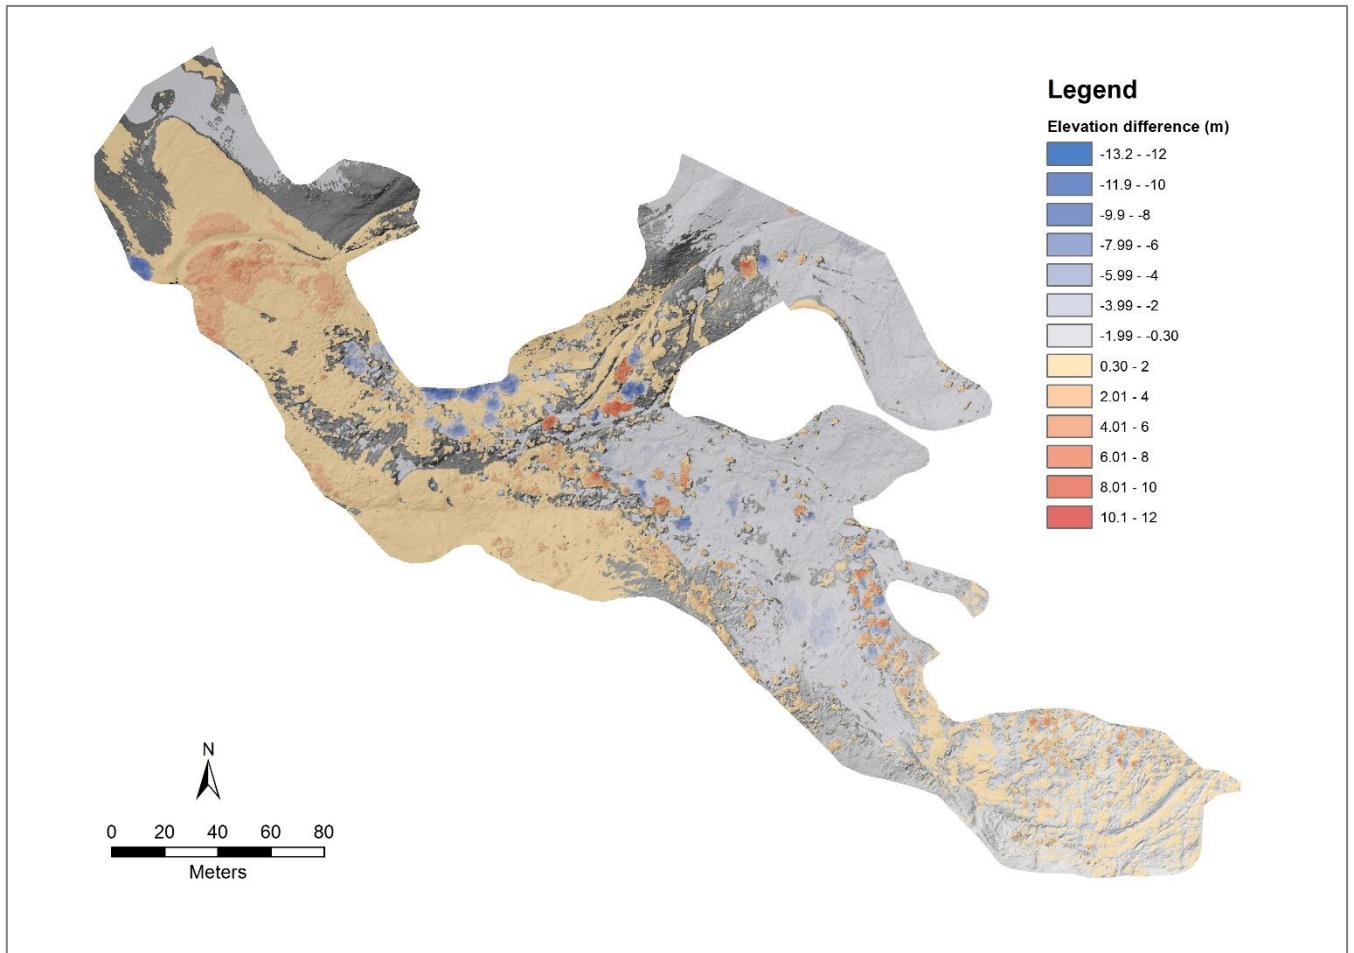 Legend
Elevation difference (m)
-13.2 - -12
-11.9 - -10
-9.9 - -8
-7.99 - -6
-5.99 - -4
-3.99 - -2
-1.99 - -0.30
0.30 - 2
2.01 - 4
4.01 - 6
6.01 - 8
8.01 - 10
10.1 - 12
N
0 20 40 60 80
Meters